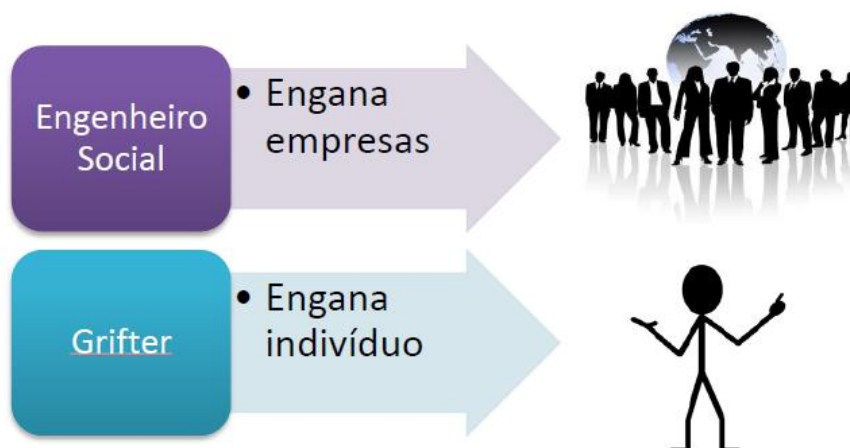 Engenheiro
Social
• Engana
empresas
Grifter
• Engana
indivíduo